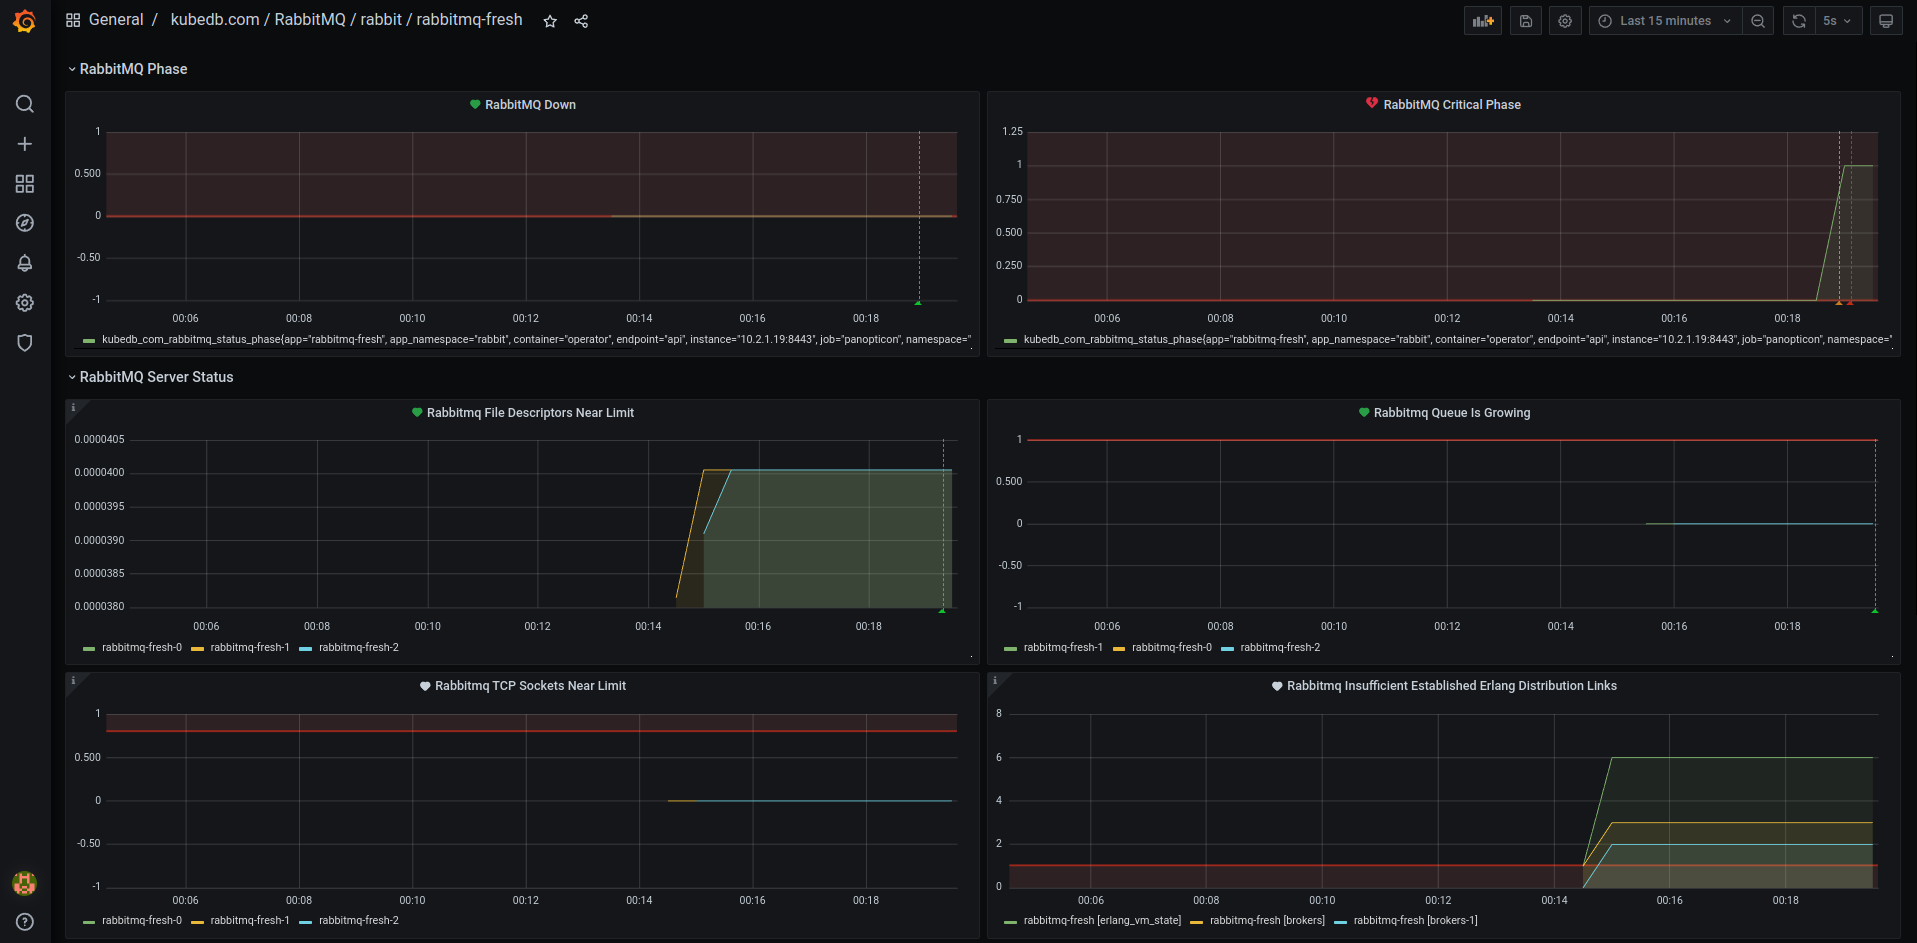 General / kubedb.com / RabbitMQ / rabbit / rabbitmq-fresh
Last 15 minutes
5s
RabbitMQ Phase
RabbitMQ Down
1
0.500
0
-0.50
-1
00:06 00:08 00:10 00:12 00:14 00:16 00:18
kubedb_com_rabbitmq_status_phase{app="rabbitmq-fresh", app_namespace="rabbit", container="operator", endpoint="api", instance="10.2.1.19:8443", job="panopticon", namespace="
RabbitMQ Critical Phase
1.25
1
0.750
0.500
0.250
0
00:06 00:08 00:10 00:12 00:14 00:16 00:18
kubedb_com_rabbitmq_status_phase{app="rabbitmq-fresh", app_namespace="rabbit", container="operator", endpoint="api", instance="10.2.1.19:8443", job="panopticon", namespace="
RabbitMQ Server Status
Rabbitmq File Descriptors Near Limit
0.0000405
0.0000400
0.0000395
0.0000390
0.0000385
0.0000380
00:06 00:08 00:10 00:12 00:14 00:16 00:18
rabbitmq-fresh-0 rabbitmq-fresh-1 rabbitmq-fresh-2
Rabbitmq Queue Is Growing
1
0.500
0
-0.50
-1
00:06 00:08 00:10 00:12 00:14 00:16 00:18
rabbitmq-fresh-1 rabbitmq-fresh-0 rabbitmq-fresh-2
Rabbitmq TCP Sockets Near Limit
1
0.500
0
-0.50
-1
00:06 00:08 00:10 00:12 00:14 00:16 00:18
rabbitmq-fresh-0 rabbitmq-fresh-1 rabbitmq-fresh-2
Rabbitmq Insufficient Established Erlang Distribution Links
8
6
4
2
0
00:06 00:08 00:10 00:12 00:14 00:16 00:18
rabbitmq-fresh [erlang_vm_state] rabbitmq-fresh [brokers] rabbitmq-fresh [brokers-1]